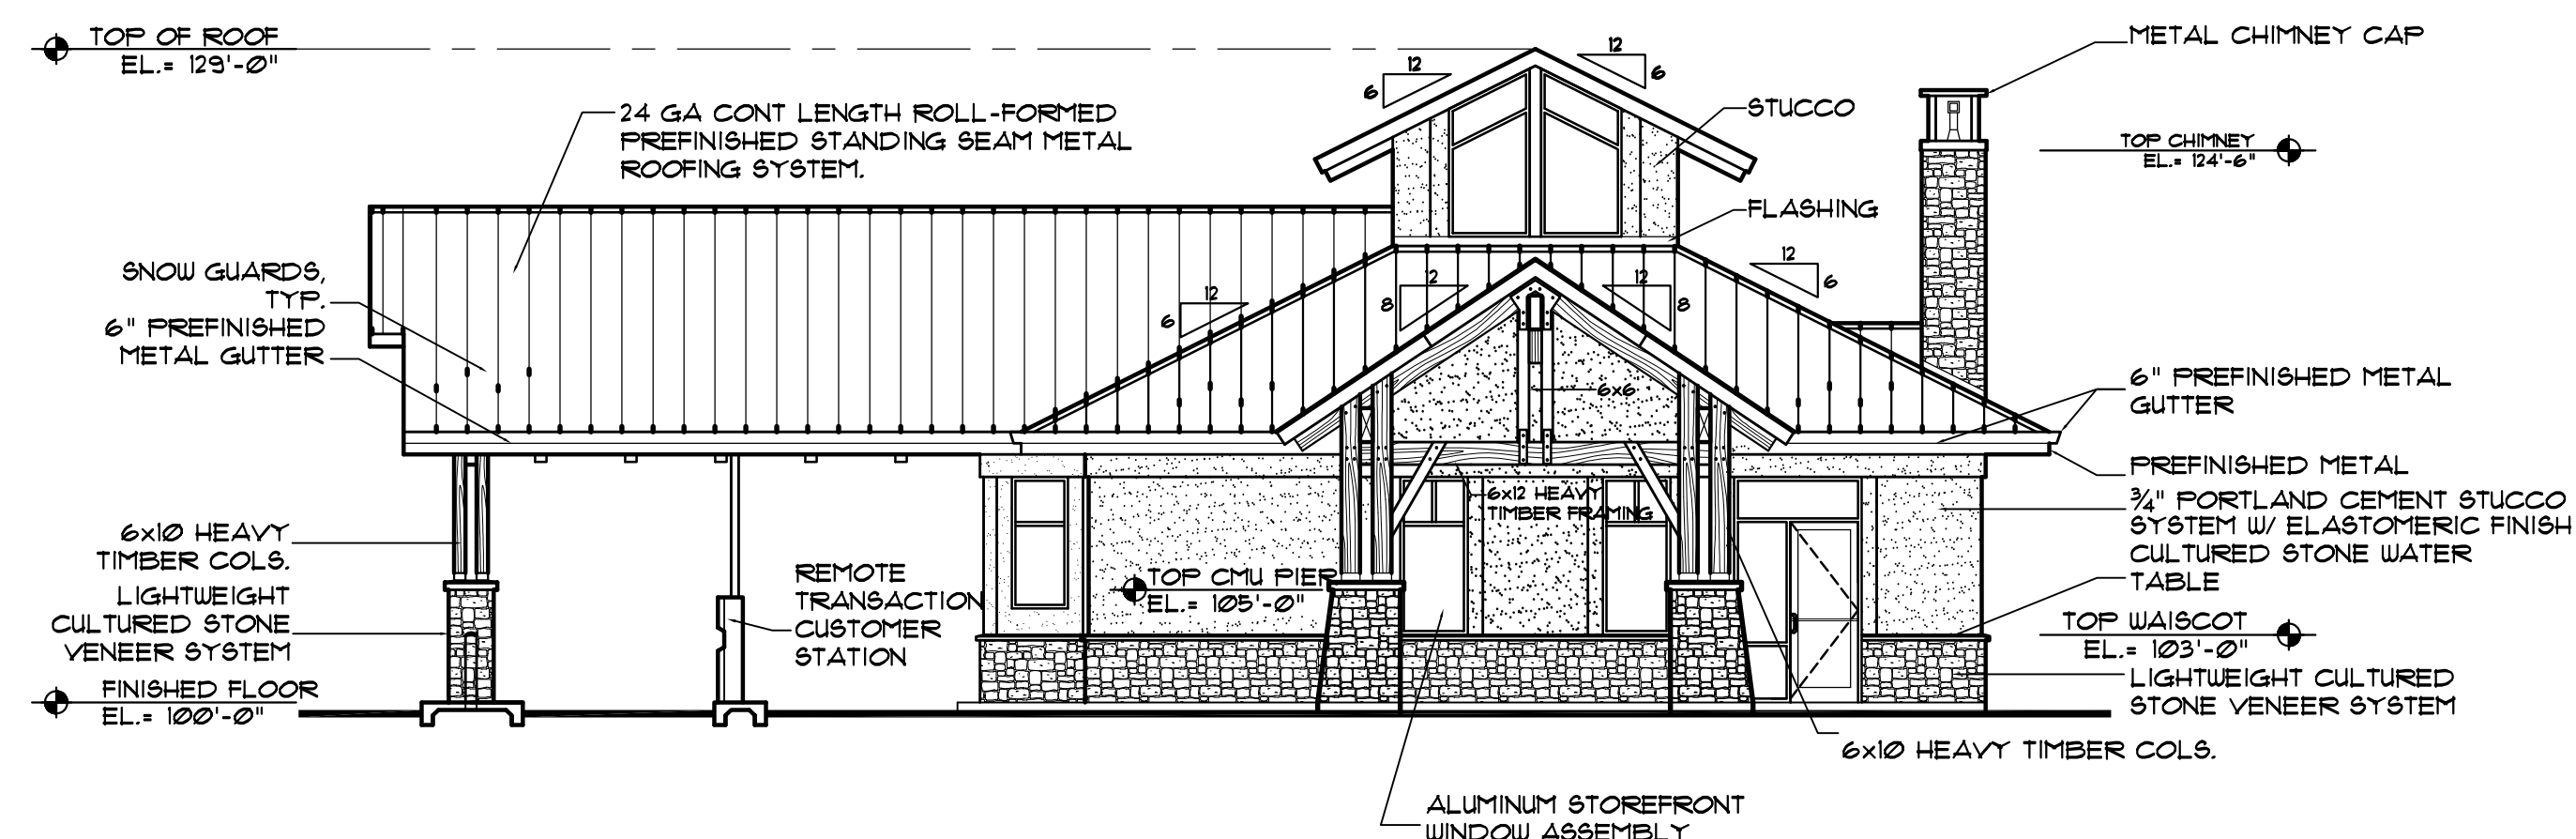 TOP OF ROOF
EL.= 129'-0"
24 GA CONT LENGTH ROLL-FORMED
PREFINISHED STANDING SEAM METAL
ROOFING SYSTEM.
SNOW GUARDS,
TYP.
6" PREFINISHED
METAL GUTTER
6x10 HEAVY
TIMBER COLS.
LIGHTWEIGHT
CULTURED STONE
VENEER SYSTEM
FINISHED FLOOR
EL.= 100'-0"
REMOTE
TRANSACTION
CUSTOMER
STATION
TOP CMU PIER
EL.= 105'-0"
12
6
12
6
12
6
12
8
12
8
12
6
6x6
6x12 HEAVY
TIMBER FRAMING
ALUMINUM STOREFRONT
WINDOW ASSEMBLY
METAL CHIMNEY CAP
STUCCO
TOP CHIMNEY
EL.= 124'-6"
FLASHING
6" PREFINISHED METAL
GUTTER
PREFINISHED METAL
3/4" PORTLAND CEMENT STUCCO
SYSTEM W/ ELASTOMERIC FINISH
CULTURED STONE WATER
TABLE
TOP WAISCOT
EL.= 103'-0"
LIGHTWEIGHT CULTURED
STONE VENEER SYSTEM
6x10 HEAVY TIMBER COLS.